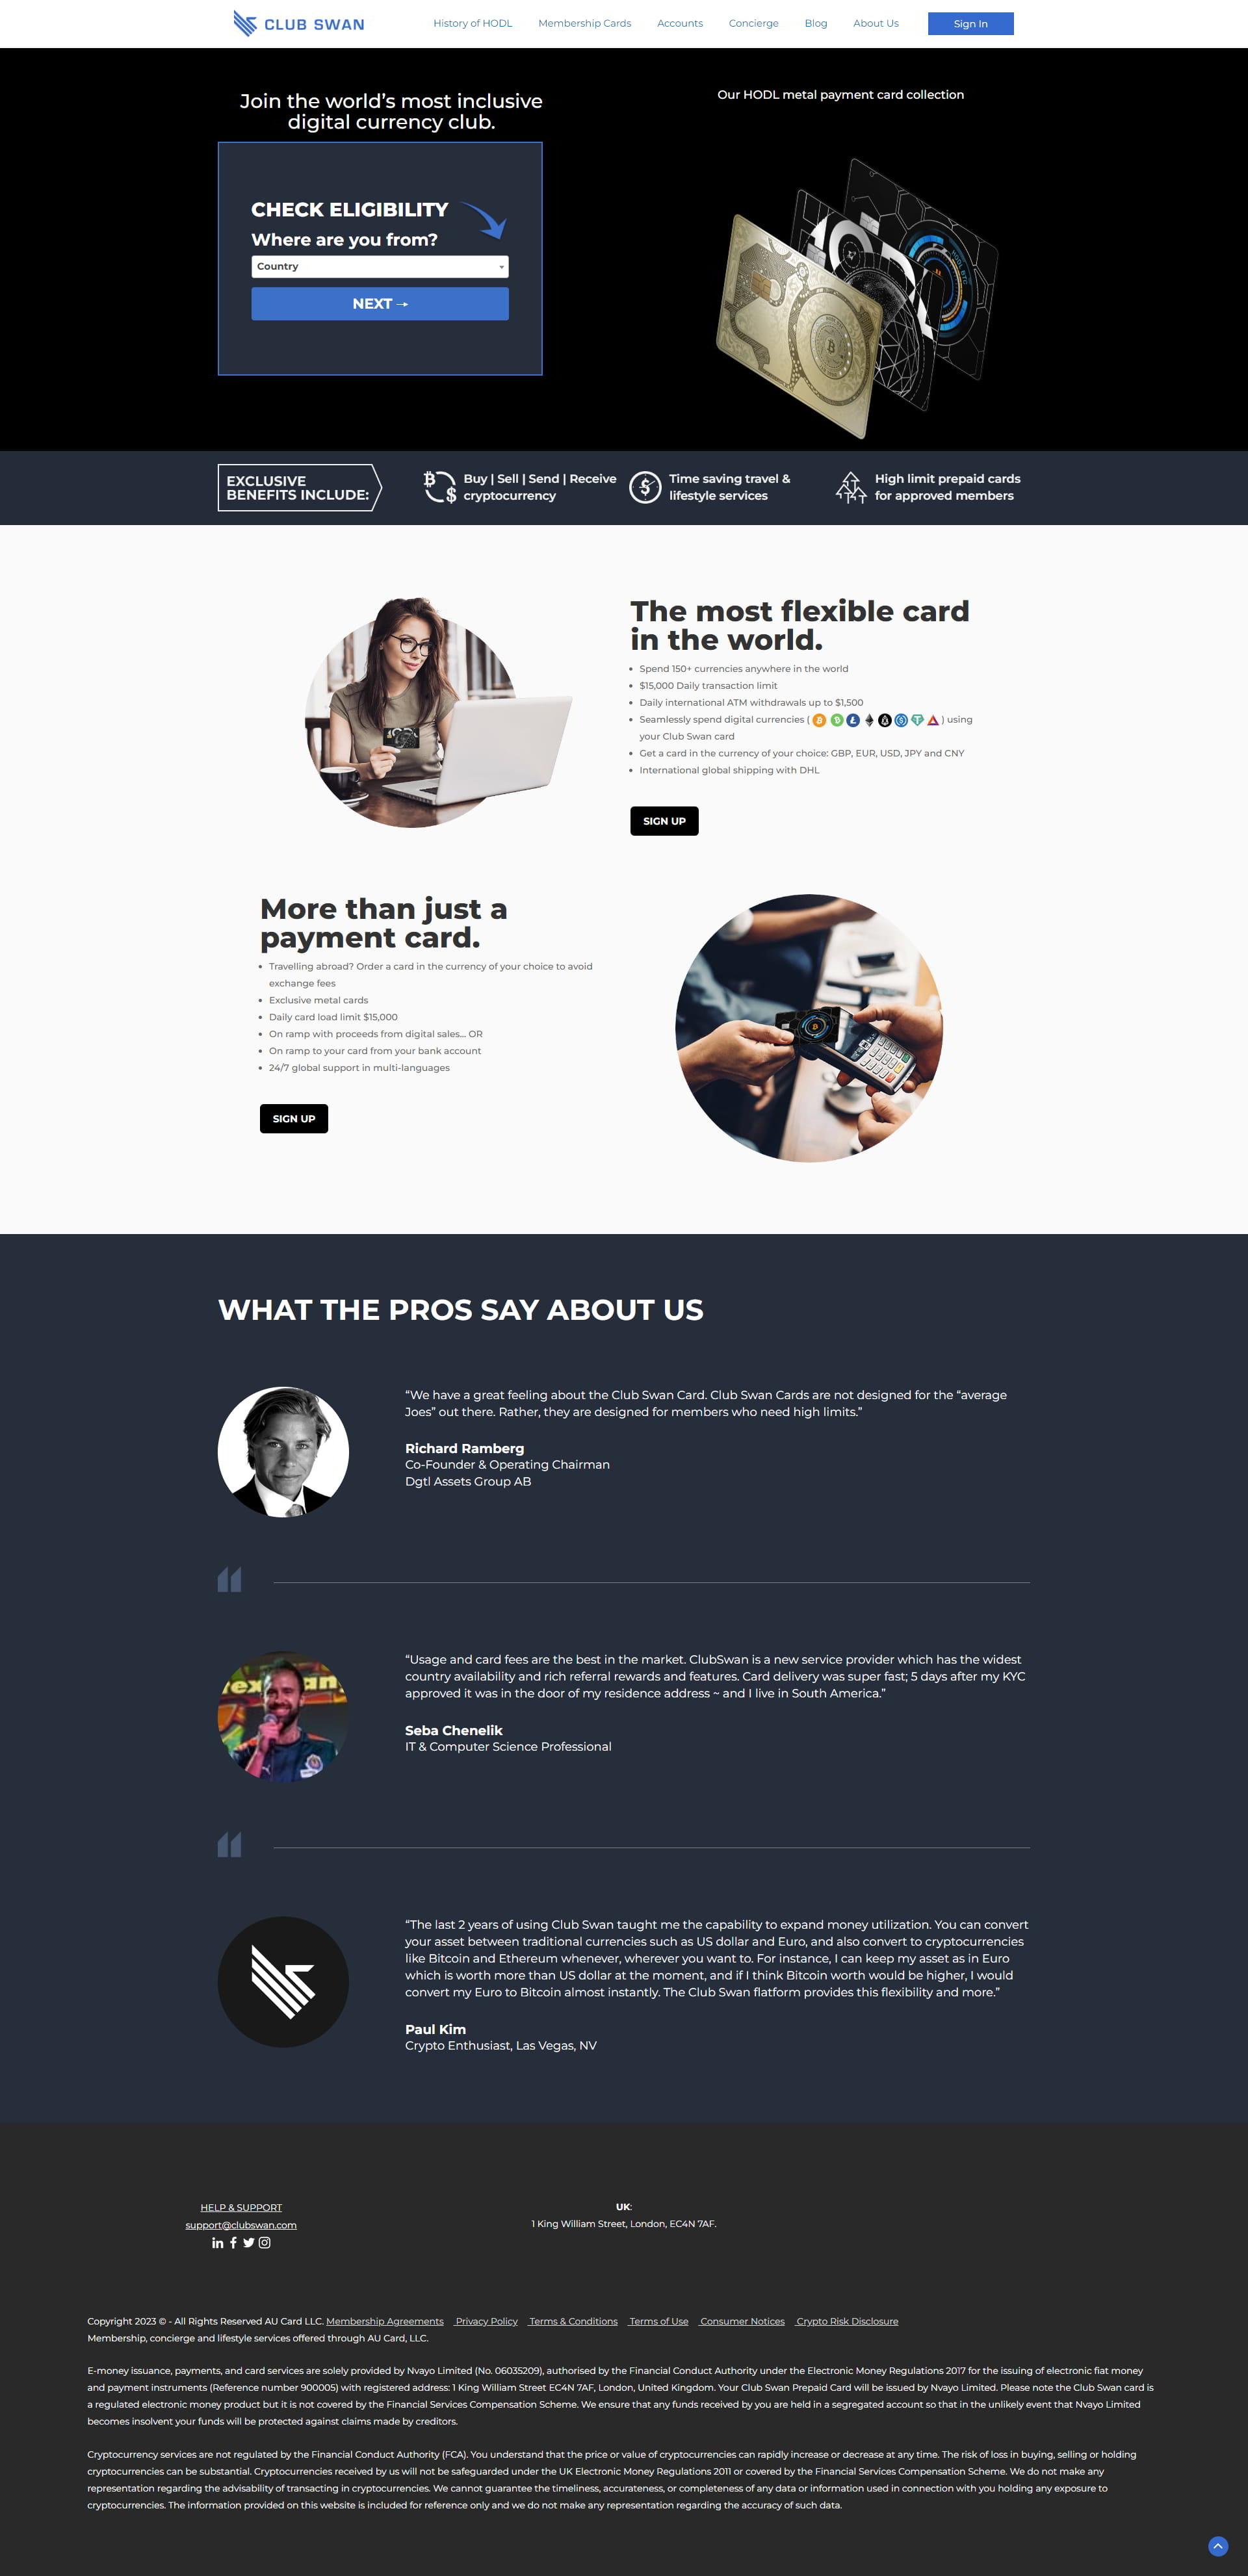 CLUB SWAN
History of HODL
Membership Cards
Accounts
Concierge
Blog
About Us
Sign In
Join the world’s most inclusive
digital currency club.
Our HODL metal payment card collection
CHECK ELIGIBILITY
Where are you from?
Country
NEXT →
EXCLUSIVE
BENEFITS INCLUDE:
Buy | Sell | Send | Receive
cryptocurrency
Time saving travel &
lifestyle services
High limit prepaid cards
for approved members
The most flexible card
in the world.
• Spend 150+ currencies anywhere in the world
• $15,000 Daily transaction limit
• Daily international ATM withdrawals up to $1,500
• Seamlessly spend digital currencies ( ) using
your Club Swan card
• Get a card in the currency of your choice: GBP, EUR, USD, JPY and CNY
• International global shipping with DHL
SIGN UP
More than just a
payment card.
• Travelling abroad? Order a card in the currency of your choice to avoid
exchange fees
• Exclusive metal cards
• Daily card load limit $15,000
• On ramp with proceeds from digital sales... OR
• On ramp to your card from your bank account
• 24/7 global support in multi-languages
SIGN UP
WHAT THE PROS SAY ABOUT US
“We have a great feeling about the Club Swan Card. Club Swan Cards are not designed for the “average
Joes” out there. Rather, they are designed for members who need high limits.”
Richard Ramberg
Co-Founder & Operating Chairman
Dgtl Assets Group AB
“Usage and card fees are the best in the market. ClubSwan is a new service provider which has the widest
country availability and rich referral rewards and features. Card delivery was super fast; 5 days after my KYC
approved it was in the door of my residence address ~ and I live in South America.”
Seba Chenelik
IT & Computer Science Professional
“The last 2 years of using Club Swan taught me the capability to expand money utilization. You can convert
your asset between traditional currencies such as US dollar and Euro, and also convert to cryptocurrencies
like Bitcoin and Ethereum whenever, wherever you want to. For instance, I can keep my asset as in Euro
which is worth more than US dollar at the moment, and if I think Bitcoin worth would be higher, I would
convert my Euro to Bitcoin almost instantly. The Club Swan flatform provides this flexibility and more.”
Paul Kim
Crypto Enthusiast, Las Vegas, NV
HELP & SUPPORT
support@clubswan.com
UK:
1 King William Street, London, EC4N 7AF.
Copyright 2023 © - All Rights Reserved AU Card LLC. Membership Agreements Privacy Policy Terms & Conditions Terms of Use Consumer Notices Crypto Risk Disclosure
Membership, concierge and lifestyle services offered through AU Card, LLC.
E-money issuance, payments, and card services are solely provided by Nvayo Limited (No. 06035209), authorised by the Financial Conduct Authority under the Electronic Money Regulations 2017 for the issuing of electronic fiat money
and payment instruments (Reference number 900005) with registered address: 1 King William Street EC4N 7AF, London, United Kingdom. Your Club Swan Prepaid Card will be issued by Nvayo Limited. Please note the Club Swan card is
a regulated electronic money product but it is not covered by the Financial Services Compensation Scheme. We ensure that any funds received by you are held in a segregated account so that in the unlikely event that Nvayo Limited
becomes insolvent your funds will be protected against claims made by creditors.
Cryptocurrency services are not regulated by the Financial Conduct Authority (FCA). You understand that the price or value of cryptocurrencies can rapidly increase or decrease at any time. The risk of loss in buying, selling or holding
cryptocurrencies can be substantial. Cryptocurrencies received by us will not be safeguarded under the UK Electronic Money Regulations 2011 or covered by the Financial Services Compensation Scheme. We do not make any
representation regarding the advisability of transacting in cryptocurrencies. We cannot guarantee the timeliness, accurateness, or completeness of any data or information used in connection with you holding any exposure to
cryptocurrencies. The information provided on this website is included for reference only and we do not make any representation regarding the accuracy of such data.